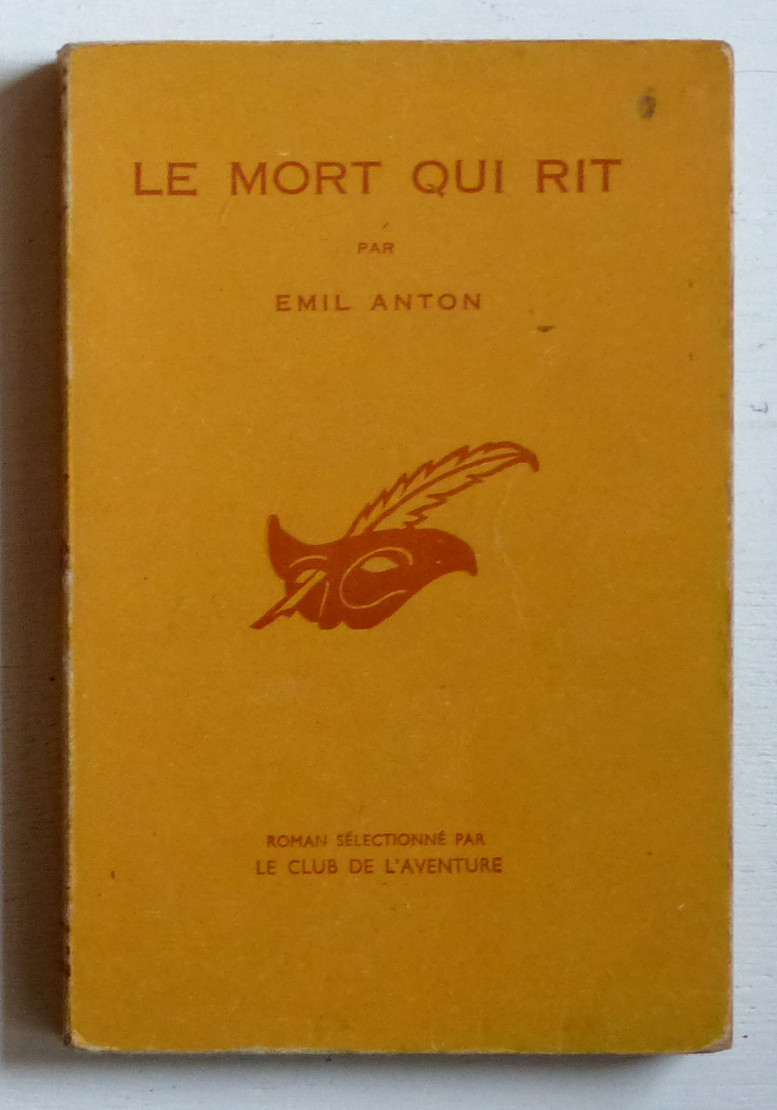 LE MORT QUI RIT
PAR
EMIL ANTON
ROMAN SÉLECTIONNÉ PAR
LE CLUB DE L'AVENTURE